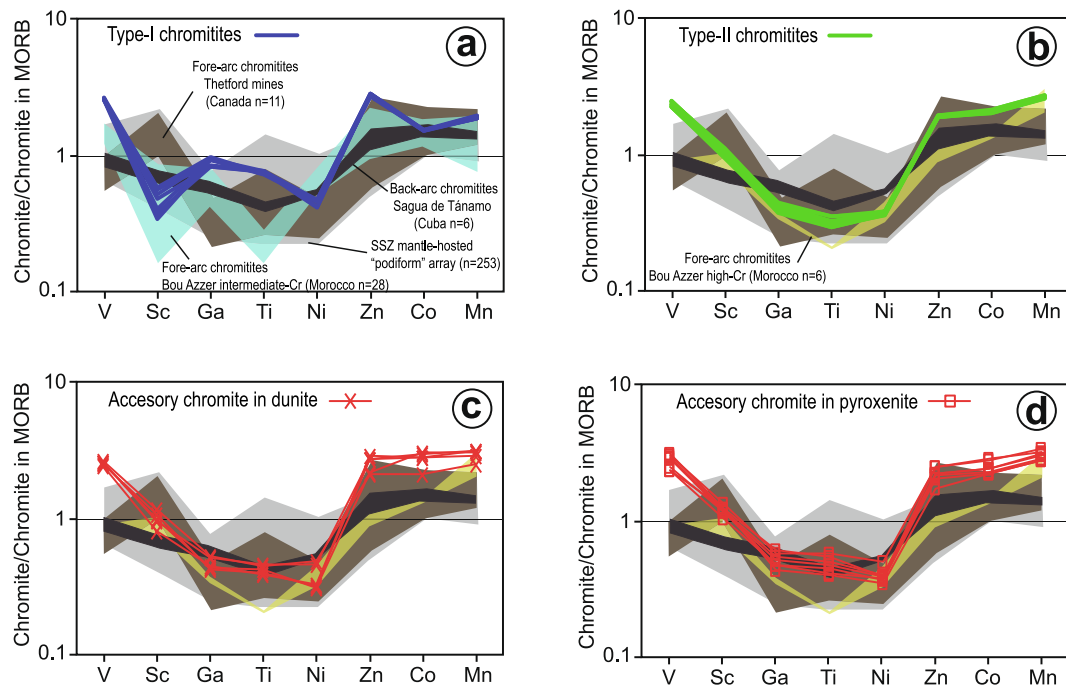 Chromite/Chromite in MORB
10
1
0.1
Type-I chromitites
a
Fore-arc chromitites
Thetford mines
(Canada n=11)
Back-arc chromitites
Sagua de Tánamo
(Cuba n=6)
SSZ mantle-hosted
“podiform” array (n=253)
Fore-arc chromitites
Bou Azzer intermediate-Cr (Morocco n=28)
V Sc Ga Ti Ni Zn Co Mn
Chromite/Chromite in MORB
10
1
0.1
Type-II chromitites
b
Fore-arc chromitites
Bou Azzer high-Cr (Morocco n=6)
V Sc Ga Ti Ni Zn Co Mn
Chromite/Chromite in MORB
10
1
0.1
Accesory chromite in dunite
c
V Sc Ga Ti Ni Zn Co Mn
Chromite/Chromite in MORB
10
1
0.1
Accesory chromite in pyroxenite
d
V Sc Ga Ti Ni Zn Co Mn